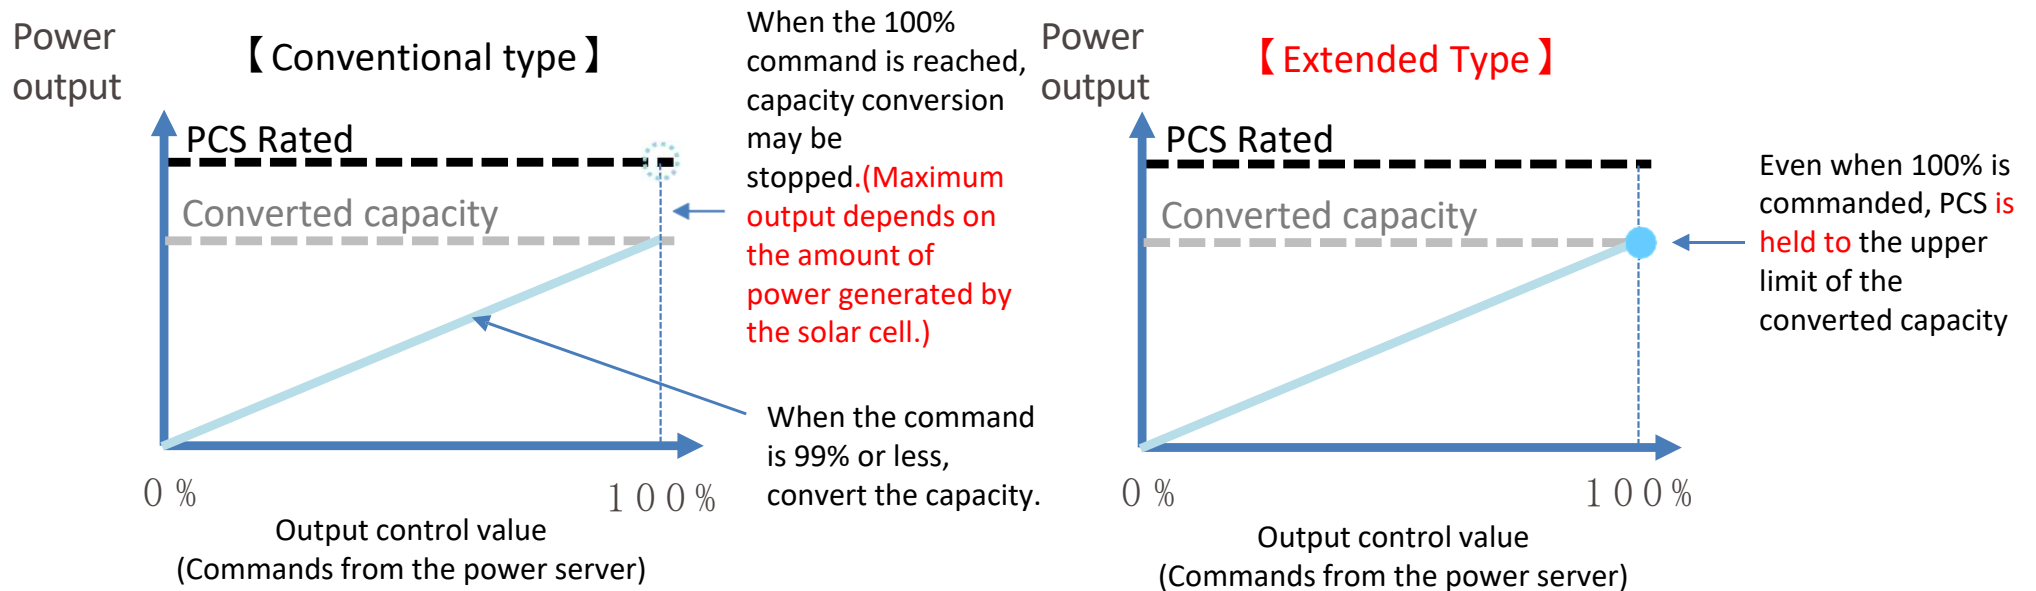 Power
output
【Conventional type】
PCS Rated
Converted capacity
When the 100%
command is reached,
capacity conversion
may be
stopped.(Maximum
output depends on
the amount of
power generated by
the solar cell.)
When the command
is 99% or less,
convert the capacity.
0%
100%
Output control value
(Commands from the power server)
Power
output
【Extended Type】
PCS Rated
Converted capacity
Even when 100% is
commanded, PCS is
held to the upper
limit of the
converted capacity
0%
100%
Output control value
(Commands from the power server)